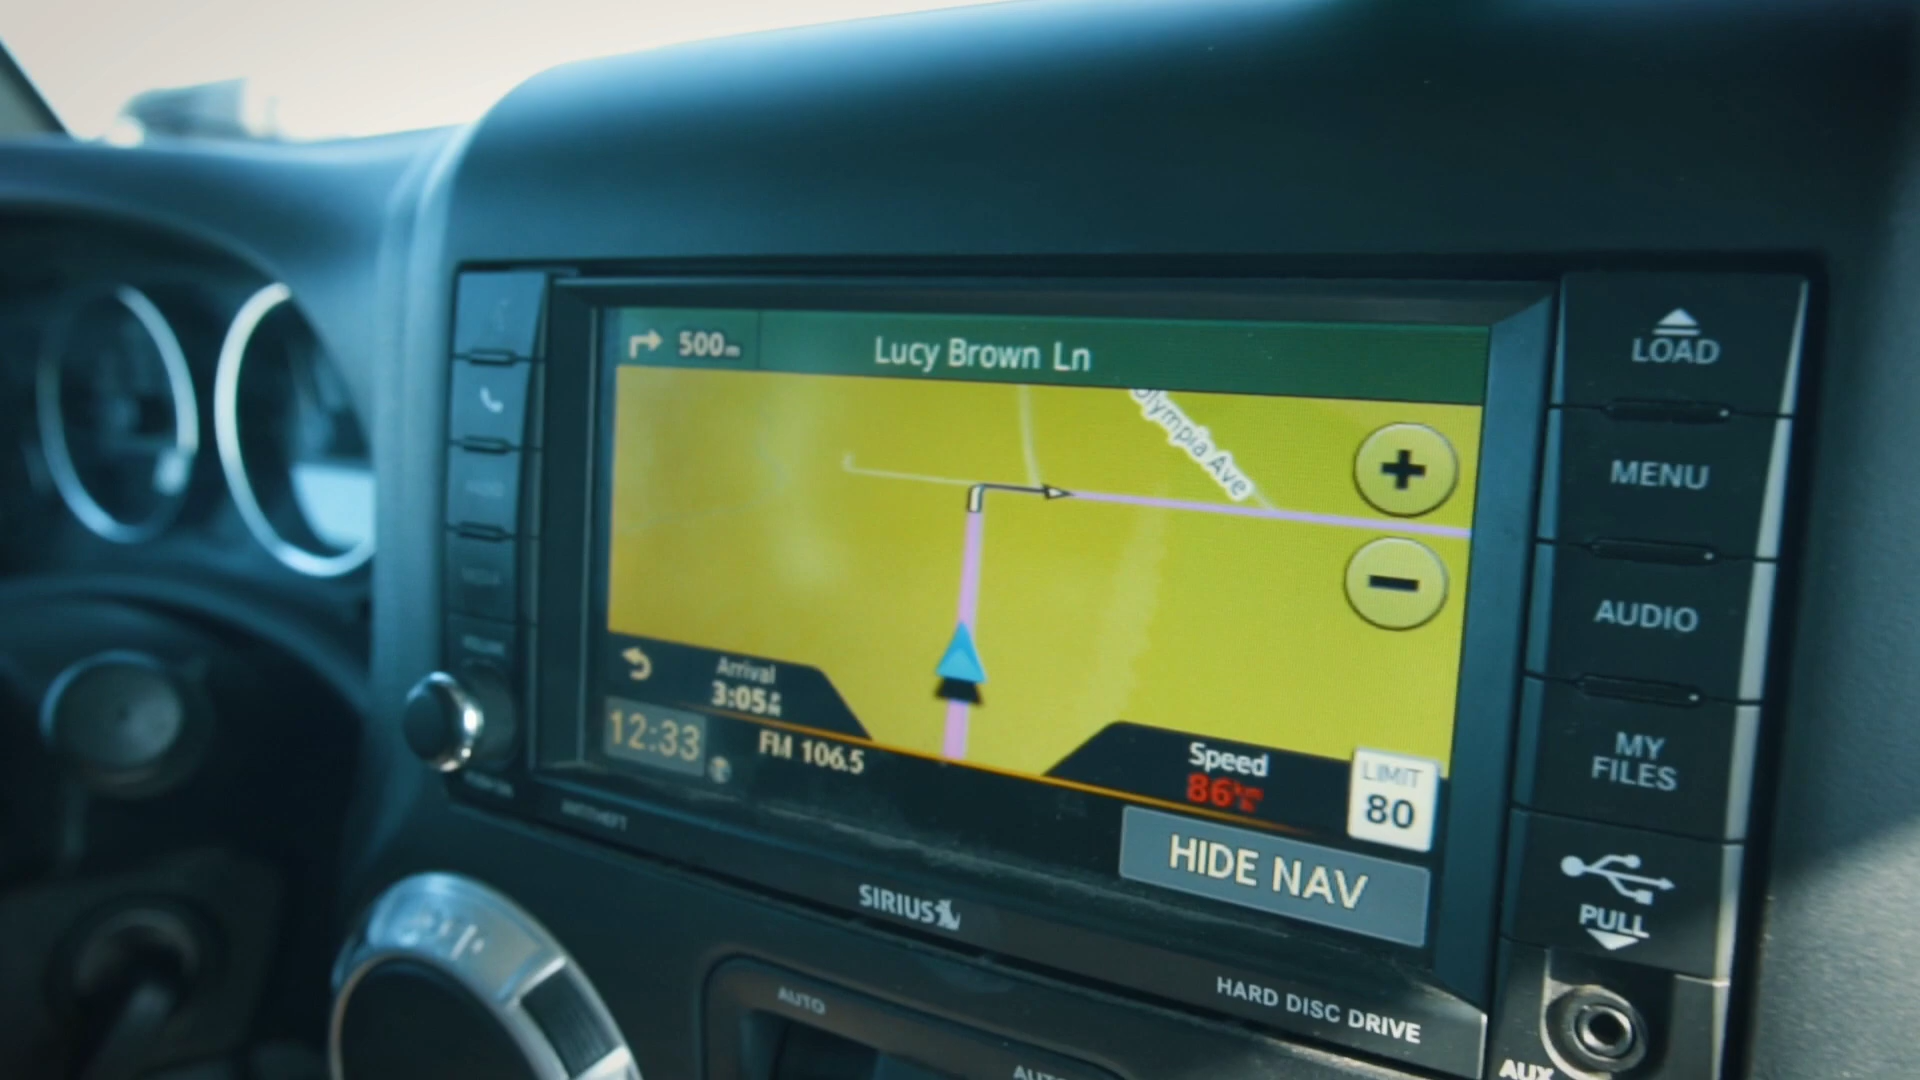 500m
Lucy Brown Ln
Olympia Ave
+
−
Arrival
3:05
12:33
FM 106.5
Speed
86
LIMIT
80
HIDE NAV
SIRIUS
HARD DISC DRIVE
LOAD
MENU
AUDIO
MY
FILES
PULL
AUX
AUTO
AUTO